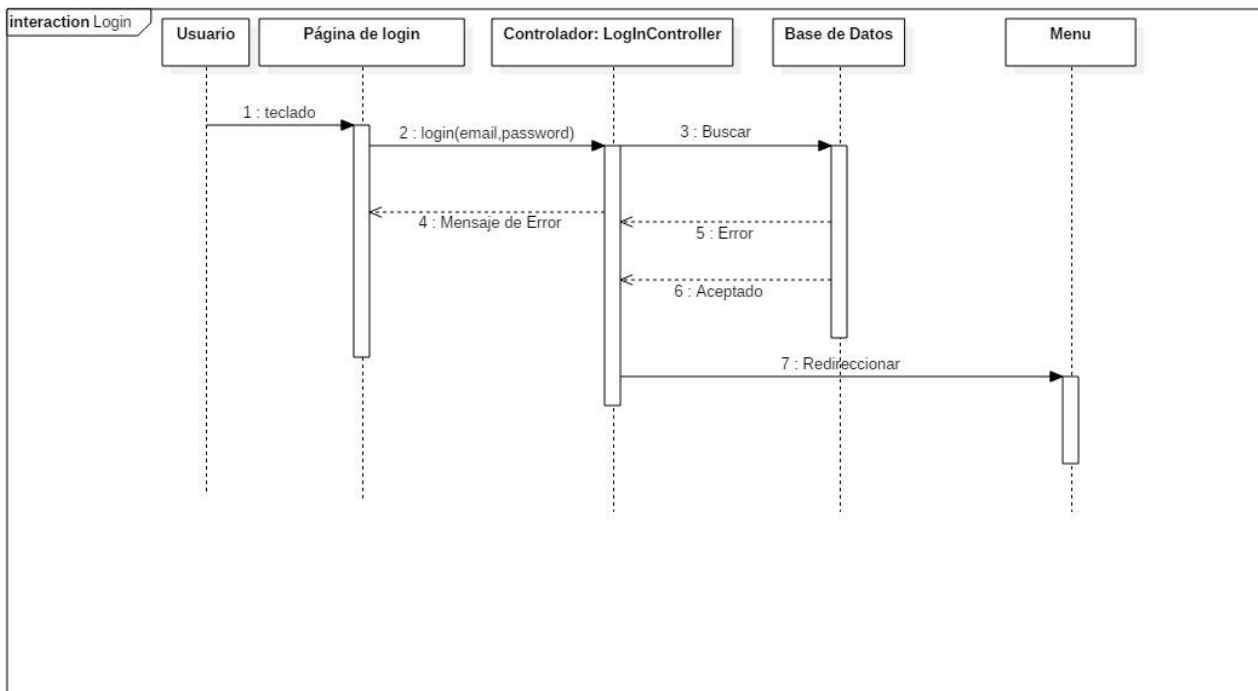 interaction Login
Usuario
Página de login
Controlador: LogInController
Base de Datos
Menu
1 : teclado
2 : login(email,password)
3 : Buscar
4 : Mensaje de Error
5 : Error
6 : Aceptado
7 : Redireccionar